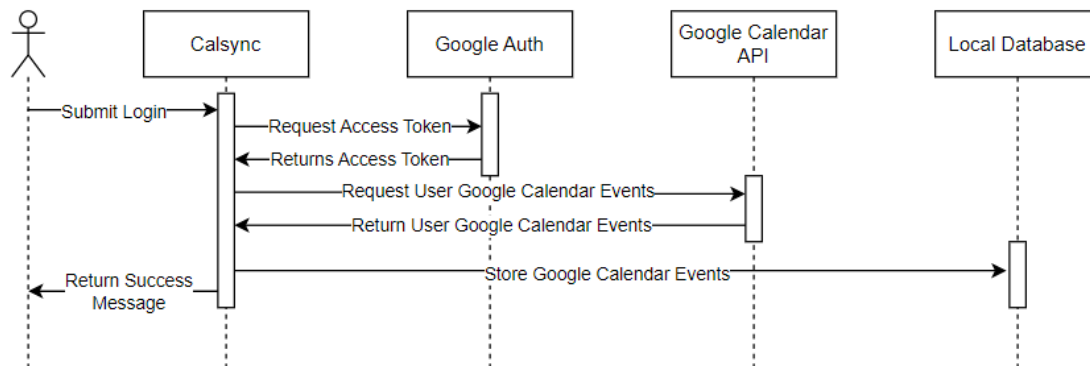 Calsync
Google Auth
Google Calendar
API
Local Database
Submit Login
Request Access Token
Returns Access Token
Request User Google Calendar Events
Return User Google Calendar Events
Store Google Calendar Events
Return Success
Message